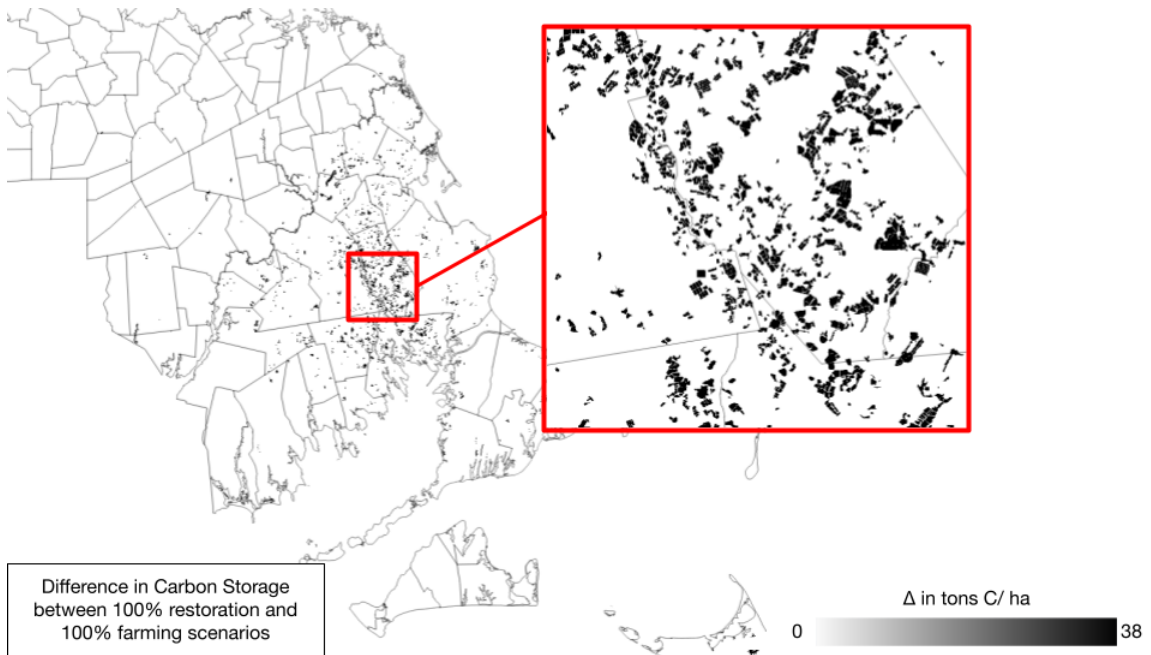 Difference in Carbon Storage
between 100% restoration and
100% farming scenarios
Δ in tons C/ ha
0
38